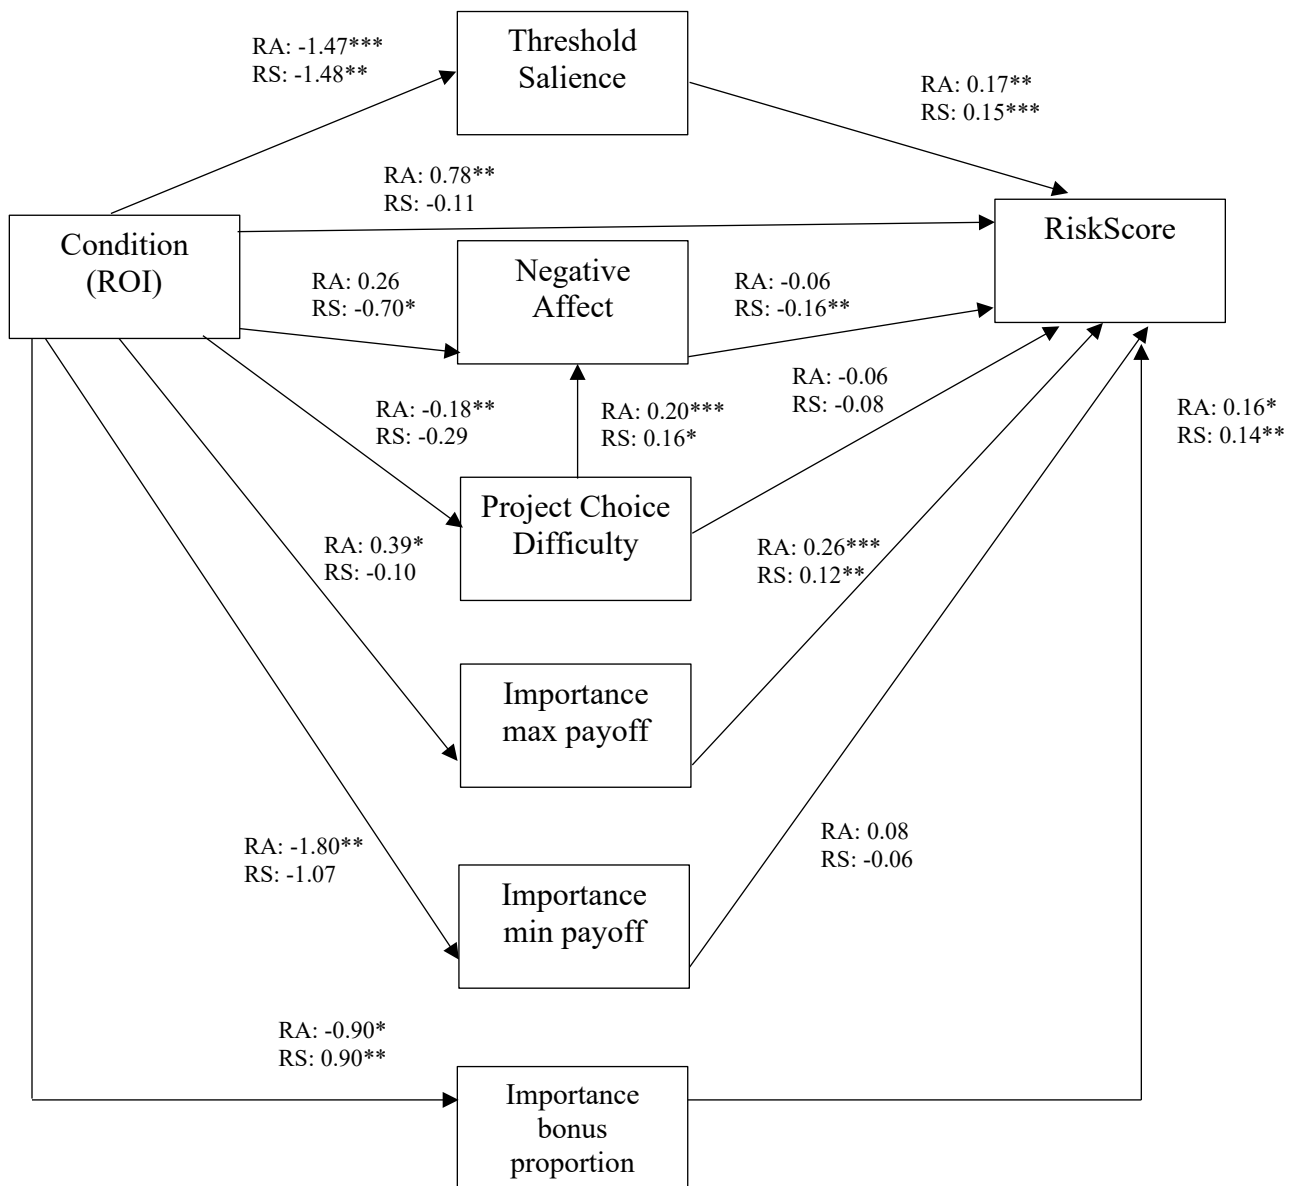 Threshold
Salience
RA: -1.47***
RS: -1.48**
RA: 0.17**
RS: 0.15***
RA: 0.78**
RS: -0.11
Condition
(ROI)
RiskScore
Negative
Affect
RA: 0.26
RS: -0.70*
RA: -0.06
RS: -0.16**
RA: -0.18**
RS: -0.29
RA: 0.20***
RS: 0.16*
RA: -0.06
RS: -0.08
RA: 0.16*
RS: 0.14**
Project Choice
Difficulty
RA: 0.39*
RS: -0.10
RA: 0.26***
RS: 0.12**
Importance
max payoff
RA: -1.80**
RS: -1.07
RA: 0.08
RS: -0.06
Importance
min payoff
RA: -0.90*
RS: 0.90**
Importance
bonus
proportion